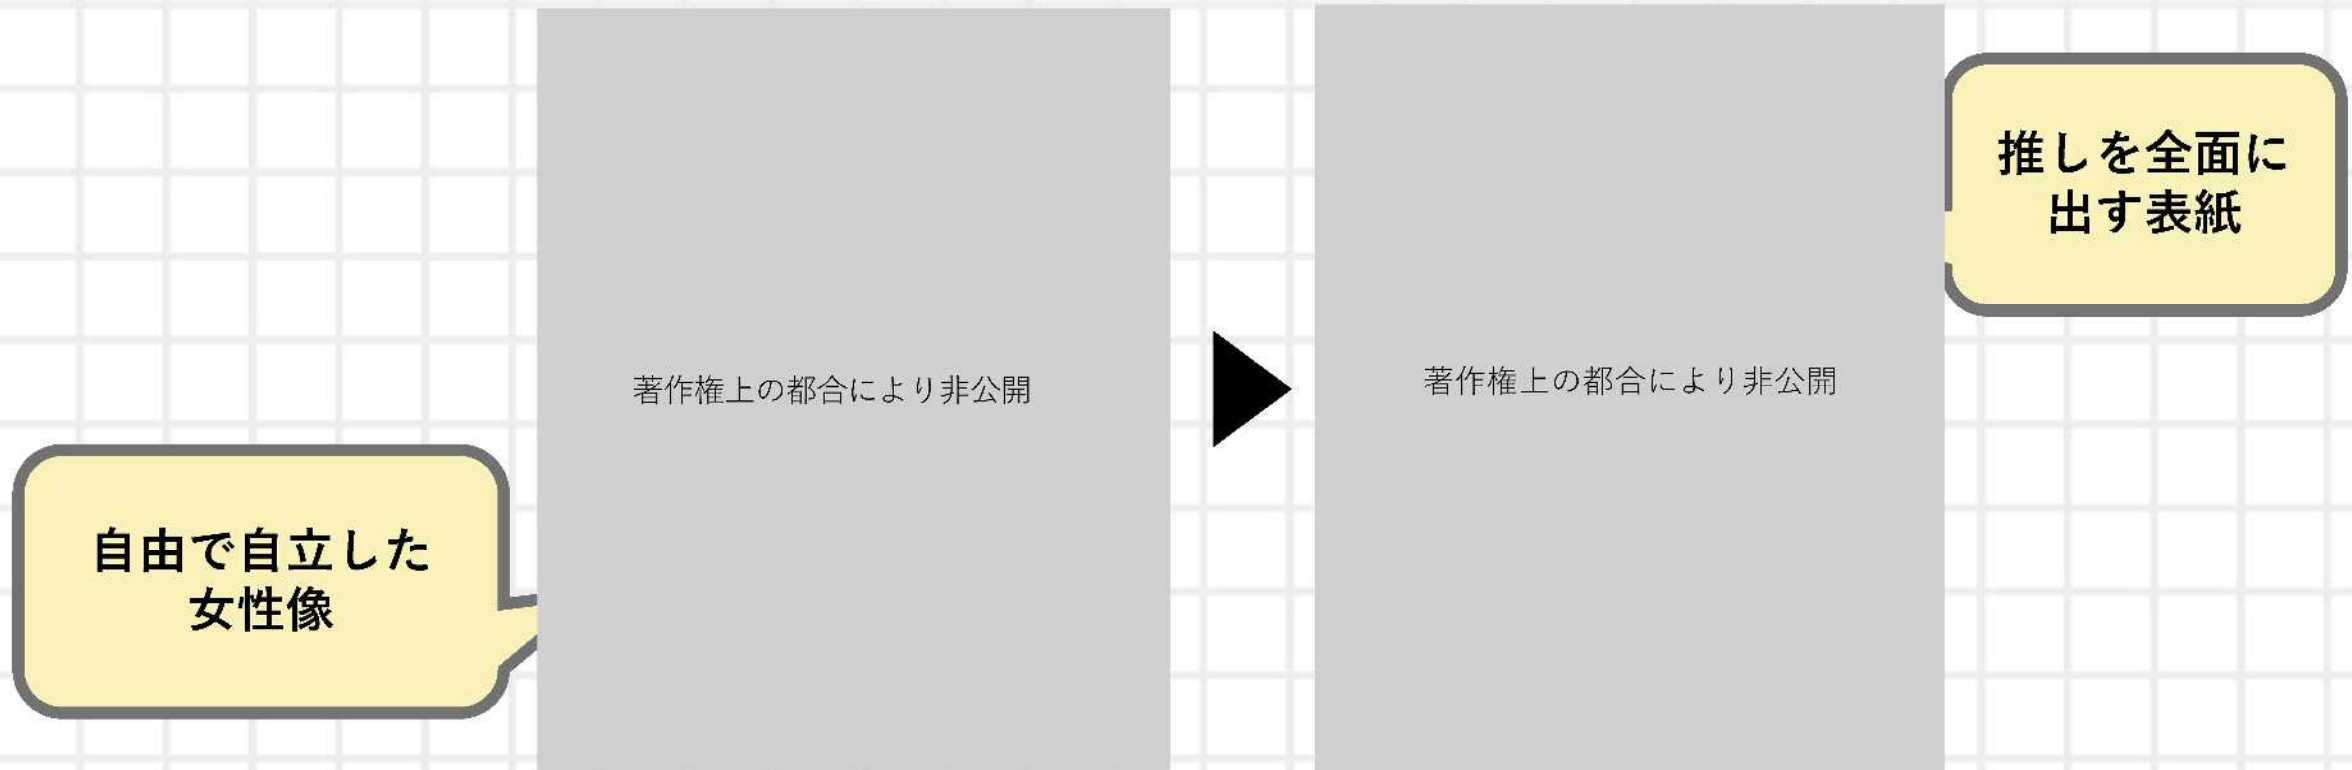 自由で自立した
女性像
著作権上の都合により非公開
著作権上の都合により非公開
推しを全面に
出す表紙